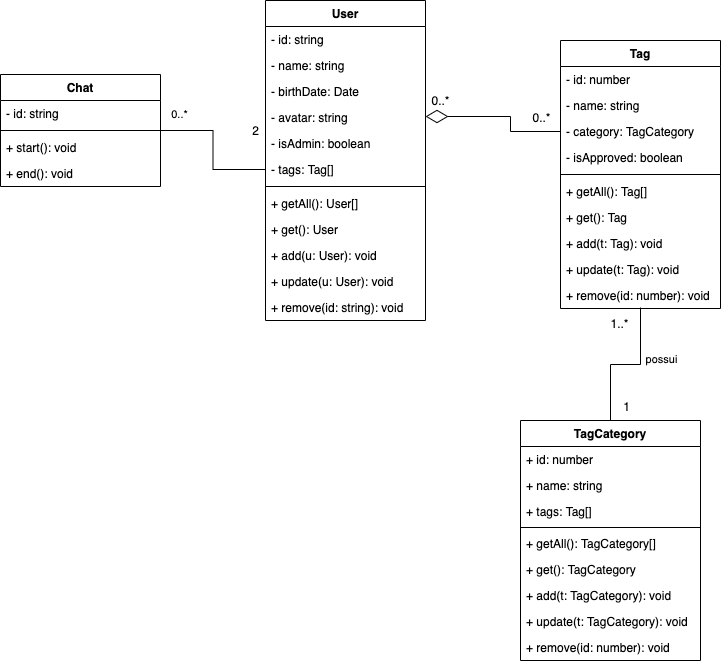 User
- id: string
- name: string
- birthDate: Date
- avatar: string
- isAdmin: boolean
- tags: Tag[]
+ getAll(): User[]
+ get(): User
+ add(u: User): void
+ update(u: User): void
+ remove(id: string): void
Chat
- id: string
+ start(): void
+ end(): void
0..*
2
0..*
0..*
Tag
- id: number
- name: string
- category: TagCategory
- isApproved: boolean
+ getAll(): Tag[]
+ get(): Tag
+ add(t: Tag): void
+ update(t: Tag): void
+ remove(id: number): void
1..*
possui
1
TagCategory
+ id: number
+ name: string
+ tags: Tag[]
+ getAll(): TagCategory[]
+ get(): TagCategory
+ add(t: TagCategory): void
+ update(t: TagCategory): void
+ remove(id: number): void